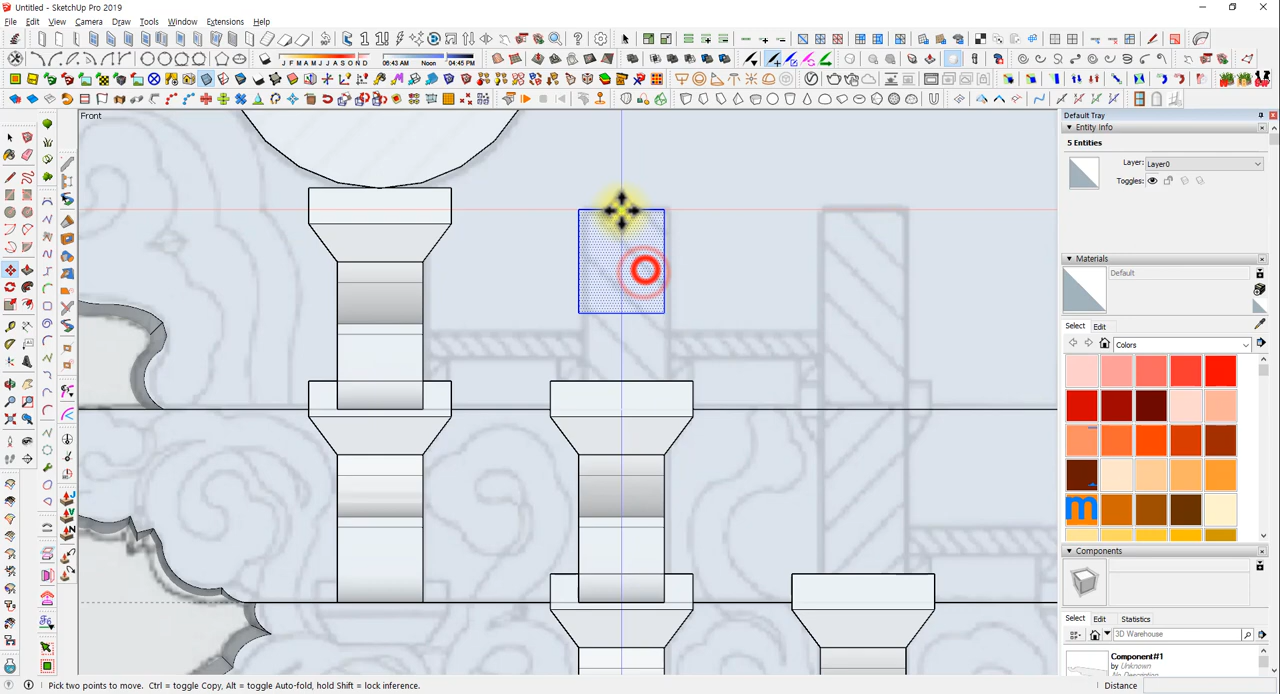 Untitled - SketchUp Pro 2019
File Edit View Camera Draw Tools Window Extensions Help
J F M A M J J A S O N D
06:43 AM Noon 04:45 PM
Front
Default Tray
Entity Info
5 Entities
Layer: Layer0
Toggles:
Materials
Default
Select Edit
Colors
Components
Select Statistics
3D Warehouse
Component#1
by Unknown
Pick two points to move. Ctrl = toggle Copy, Alt = toggle Auto-fold, hold Shift = lock inference.
Distance